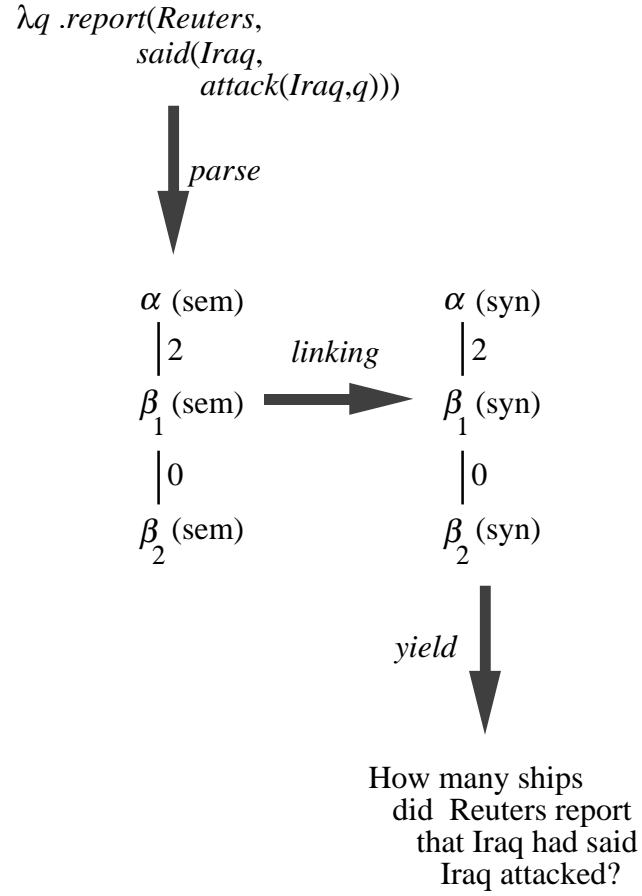 λq .report(Reuters,
said(Iraq,
attack(Iraq,q)))
parse
α (sem)
α (syn)
2
linking
2
β1 (sem)
β1 (syn)
0
0
β2 (sem)
β2 (syn)
yield
How many ships
did Reuters report
that Iraq had said
Iraq attacked?